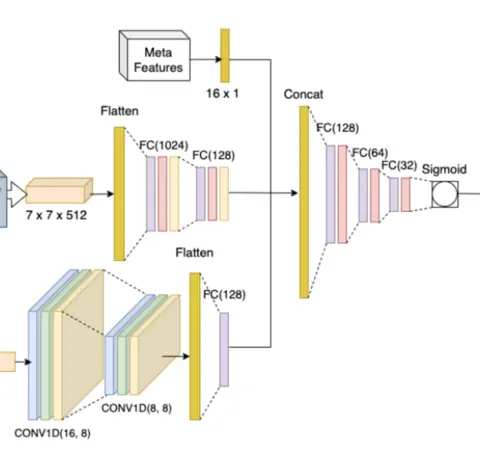 Meta
Features
16 x 1
Flatten
FC(1024)
FC(128)
7 x 7 x 512
Concat
FC(128)
FC(64)
FC(32)
Sigmoid
Flatten
FC(128)
CONV1D(8, 8)
CONV1D(16, 8)